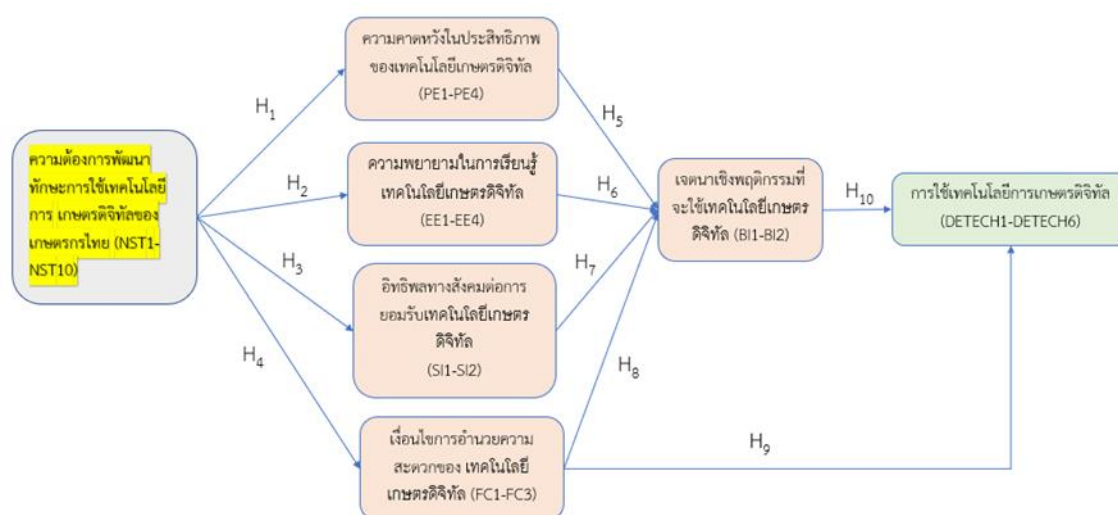 ความต้องการพัฒนา
ทักษะการใช้เทคโนโลยี
การ เกษตรดิจิทัลของ
เกษตรกรไทย (NST1-
NST10)
H1
H2
H3
H4
ความคาดหวังในประสิทธิภาพ
ของเทคโนโลยีเกษตรดิจิทัล
(PE1-PE4)
ความพยายามในการเรียนรู้
เทคโนโลยีเกษตรดิจิทัล
(EE1-EE4)
อิทธิพลทางสังคมต่อการ
ยอมรับเทคโนโลยีเกษตร
ดิจิทัล
(SI1-SI2)
เงื่อนไขการอำนวยความ
สะดวกของ เทคโนโลยี
เกษตรดิจิทัล (FC1-FC3)
H5
H6
H7
H8
H9
เจตนาเชิงพฤติกรรมที่
จะใช้เทคโนโลยีเกษตร
ดิจิทัล (BI1-BI2)
H10
การใช้เทคโนโลยีการเกษตรดิจิทัล
(DETECH1-DETECH6)